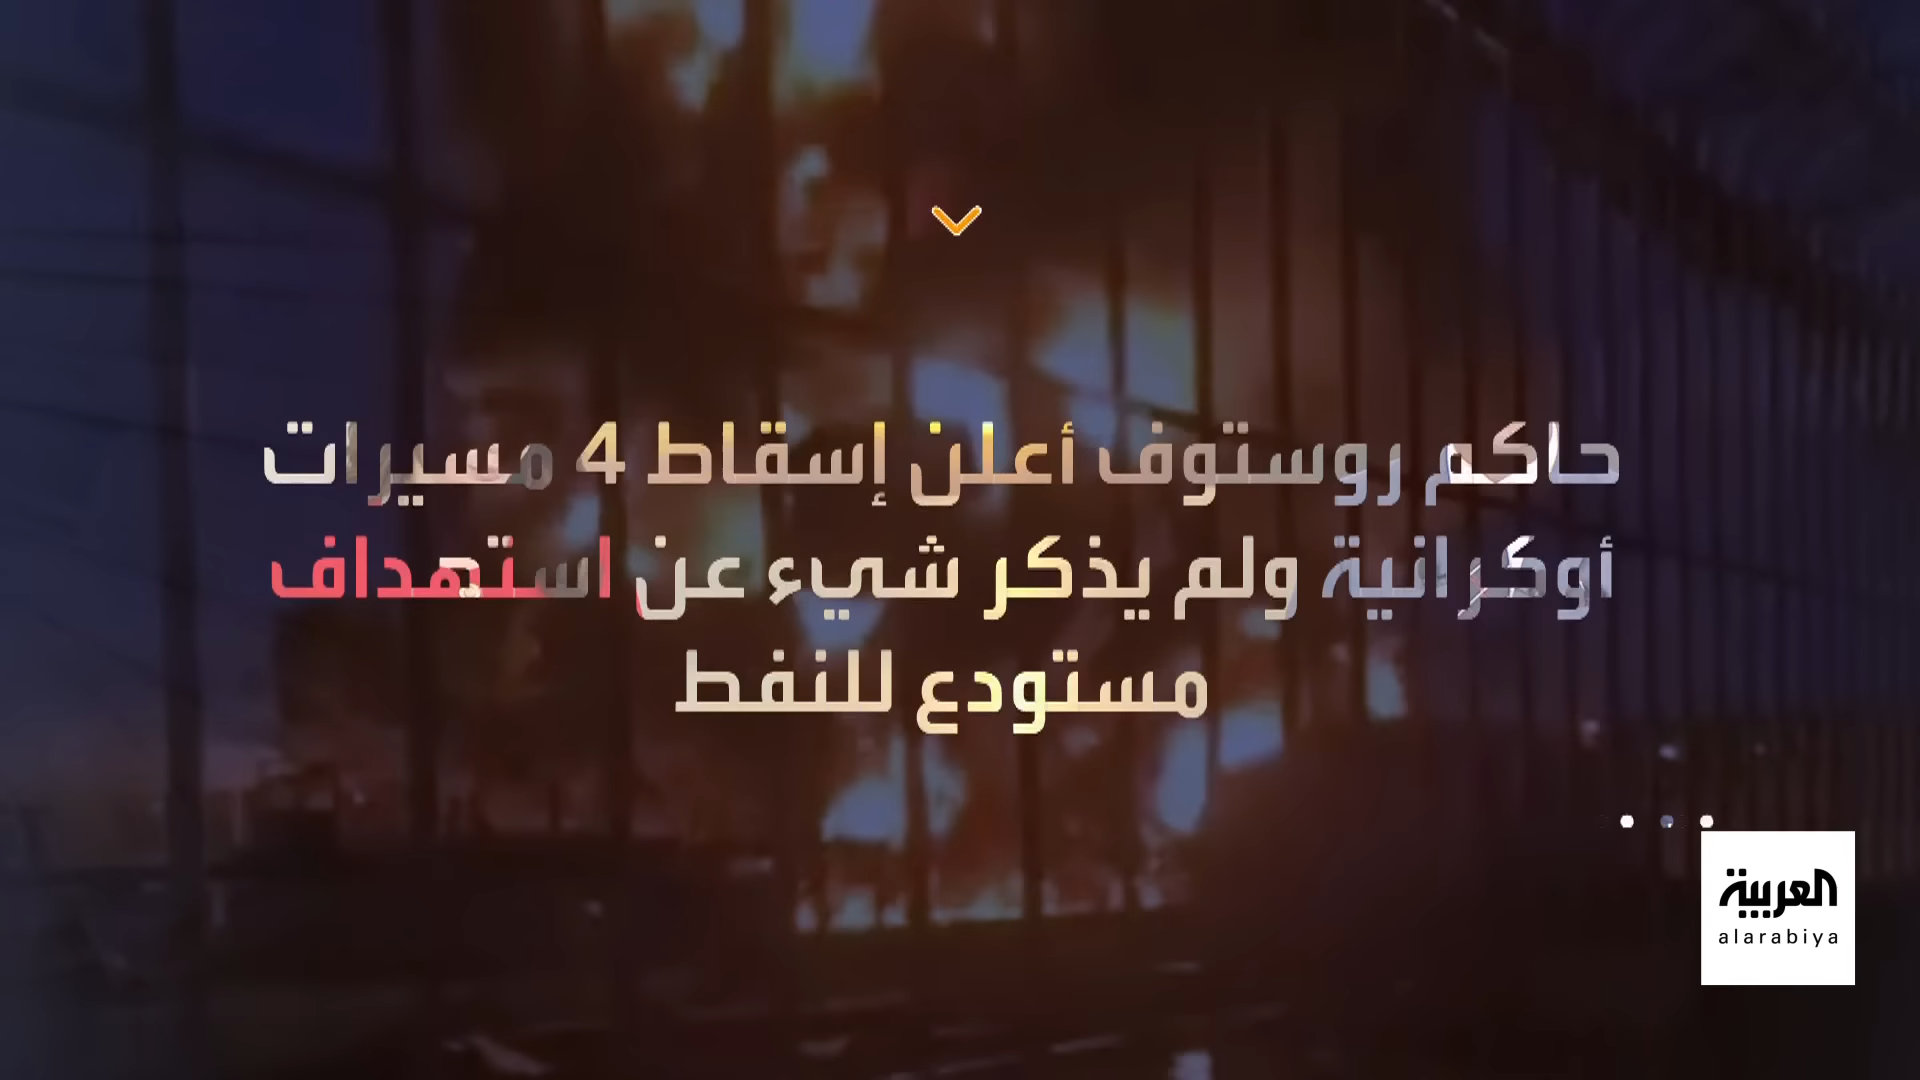 حاكم روستوف أعلن إسقاط 4 مسيرات
أوكرانية ولم يذكر شيء عن استهداف
مستودع للنفط
العربية
alarabiya